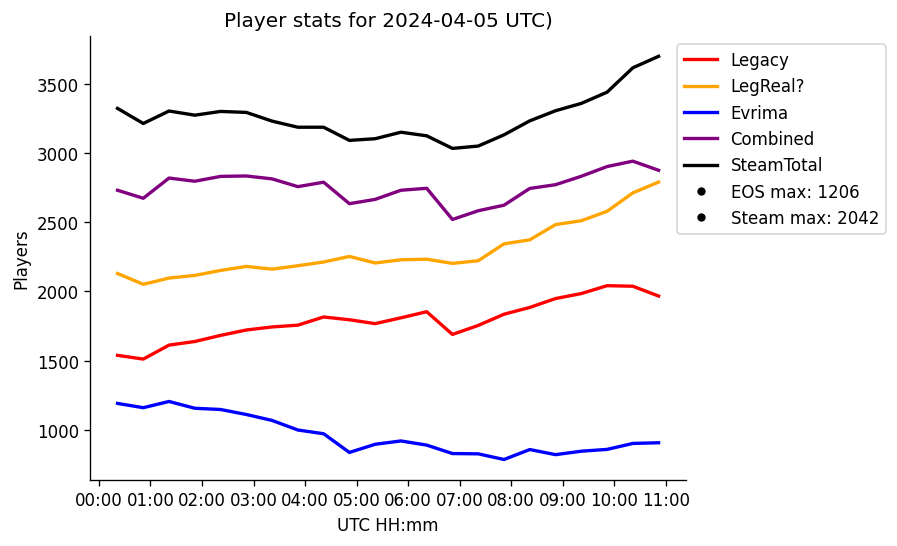 Player stats for 2024-04-05 UTC)
Legacy
LegReal?
Evrima
Combined
SteamTotal
EOS max: 1206
Steam max: 2042
Players
3500
3000
2500
2000
1500
1000
00:00 01:00 02:00 03:00 04:00 05:00 06:00 07:00 08:00 09:00 10:00 11:00
UTC HH:mm